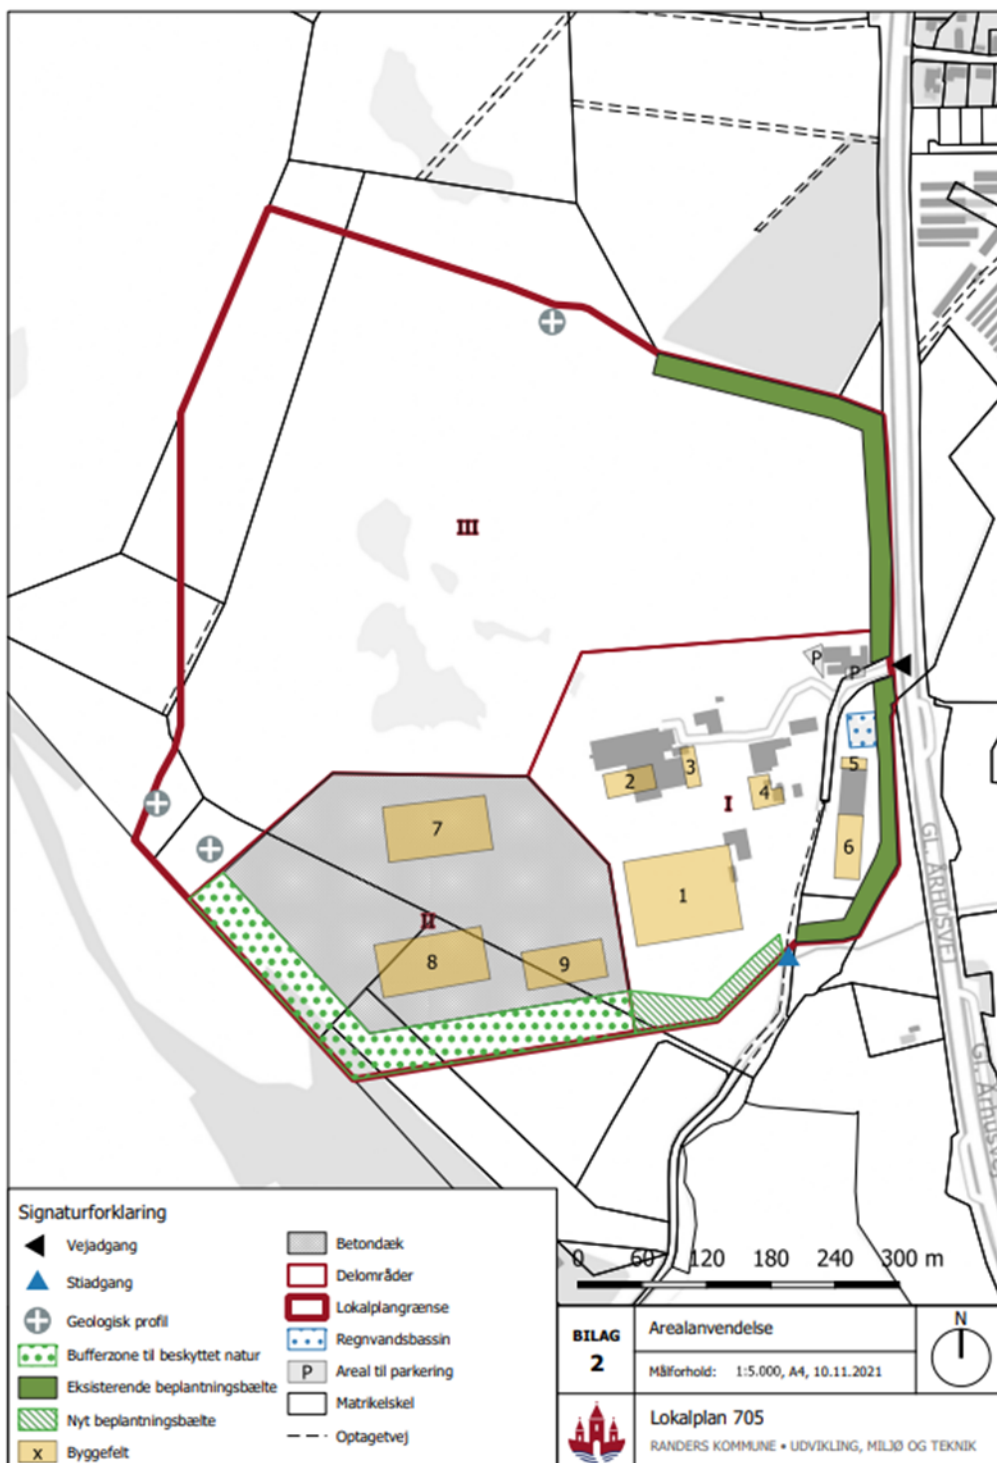 III
P
P
3
2
5
4
I
7
6
1
II
8
9
GL. ÅRHUSVEJ
Gl. Århusvej
Signaturforklaring
Vejadgang
Stiadgang
Geologisk profil
Bufferzone til beskyttet natur
Eksisterende beplantningsbælte
Nyt beplantningsbælte
x Byggefelt
Betondæk
Delområder
Lokalplangrænse
Regnvandsbassin
P Areal til parkering
Matrikelskel
Optagetvej
0 60 120 180 240 300 m
BILAG
2
Arealanvendelse
Målforhold: 1:5.000, A4, 10.11.2021
N
Lokalplan 705
RANDERS KOMMUNE • UDVIKLING, MILJØ OG TEKNIK